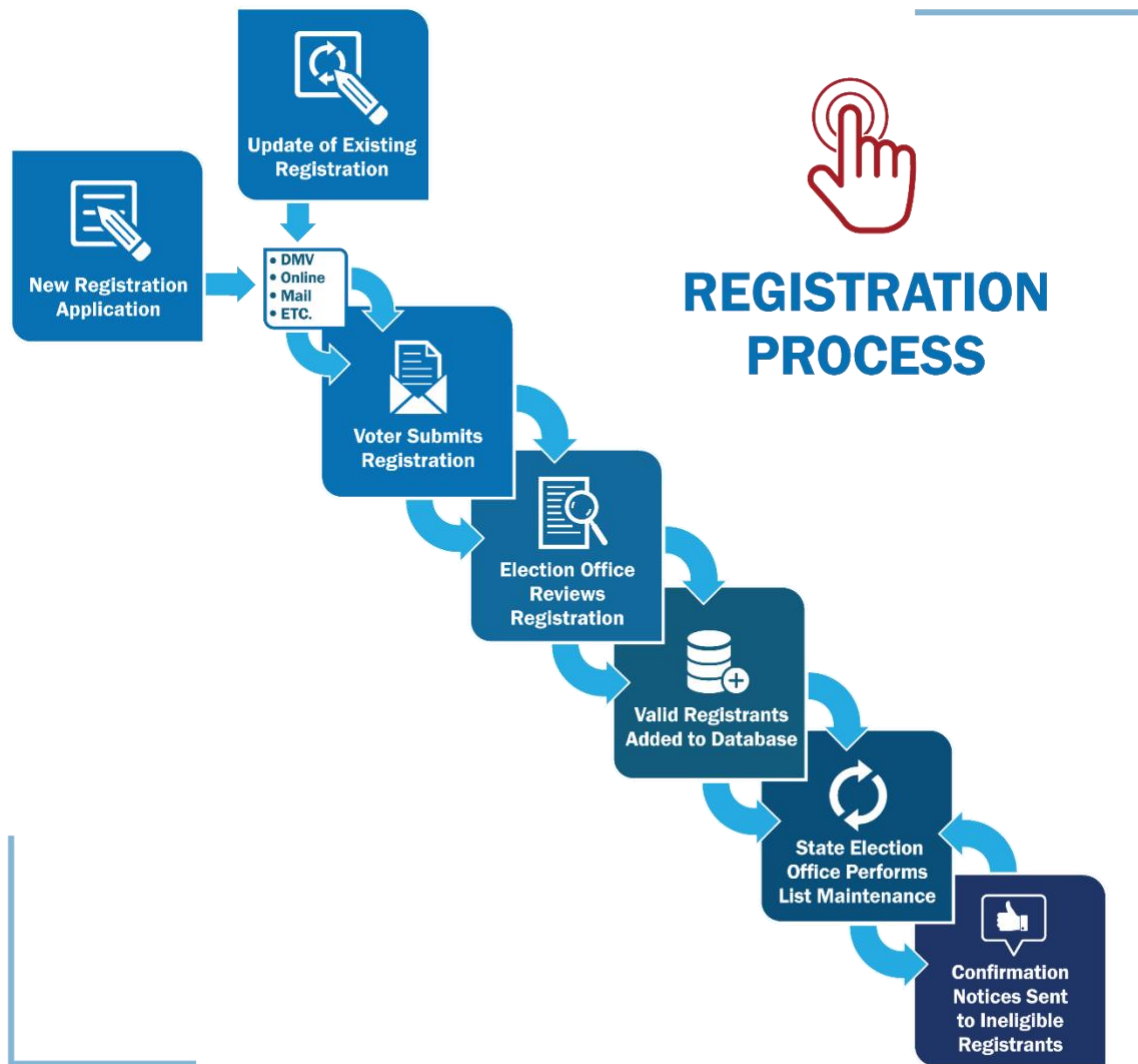 Update of Existing
Registration
New Registration
Application
• DMV
• Online
• Mail
• ETC.
REGISTRATION
PROCESS
Voter Submits
Registration
Election Office
Reviews
Registration
Valid Registrants
Added to Database
State Election
Office Performs
List Maintenance
Confirmation
Notices Sent
to Ineligible
Registrants